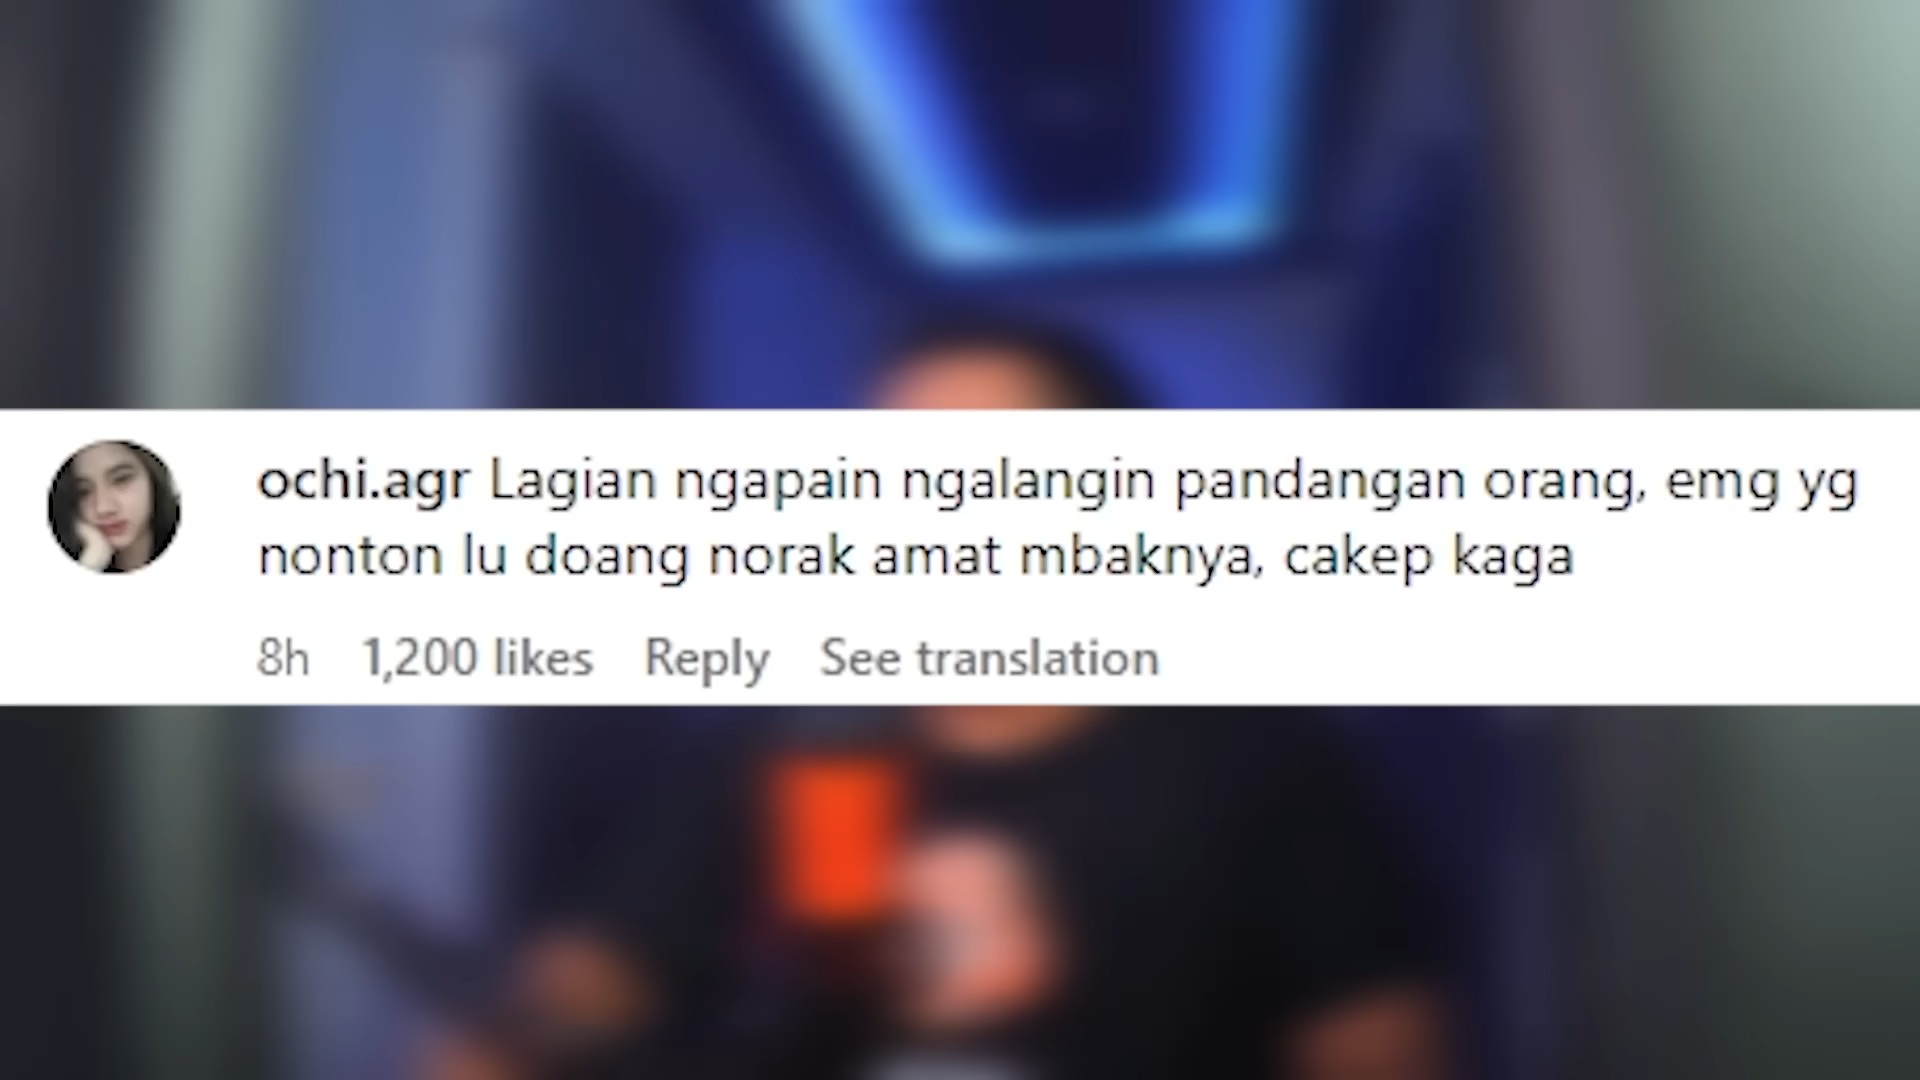 ochi.agr Lagian ngapain ngalangin pandangan orang, emg yg
nonton lu doang norak amat mbaknya, cakep kaga
8h 1,200 likes Reply See translation